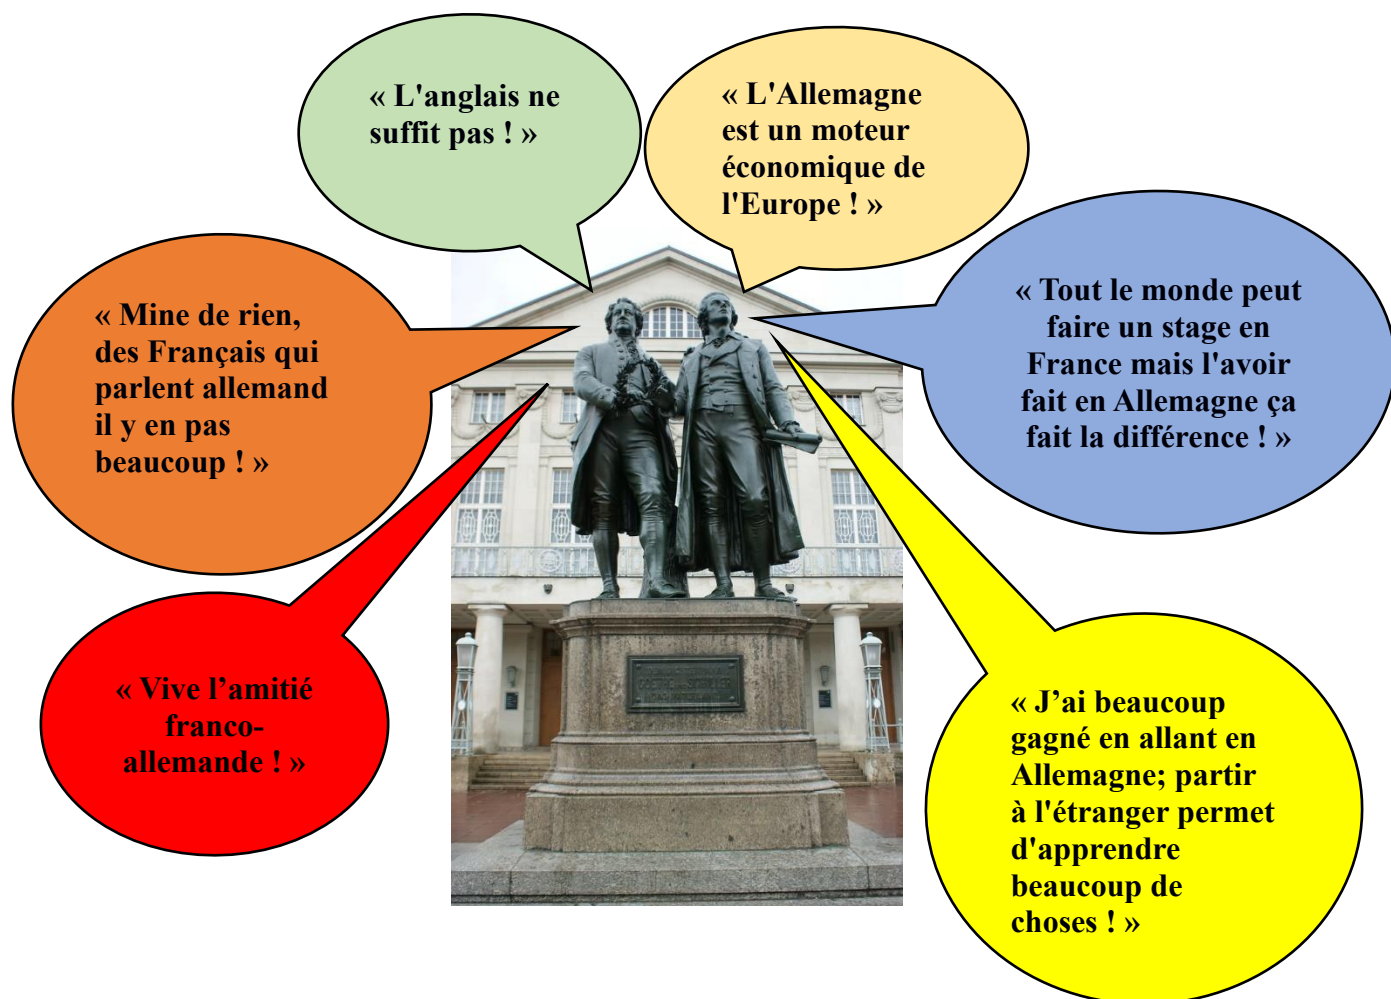 « L'anglais ne
suffit pas ! »
« L'Allemagne
est un moteur
économique de
l'Europe ! »
« Mine de rien,
des Français qui
parlent allemand
il y en pas
beaucoup ! »
« Tout le monde peut
faire un stage en
France mais l'avoir
fait en Allemagne ça
fait la différence ! »
« Vive l’amitié
franco-
allemande ! »
« J’ai beaucoup
gagné en allant en
Allemagne; partir
à l'étranger permet
d'apprendre
beaucoup de
choses ! »